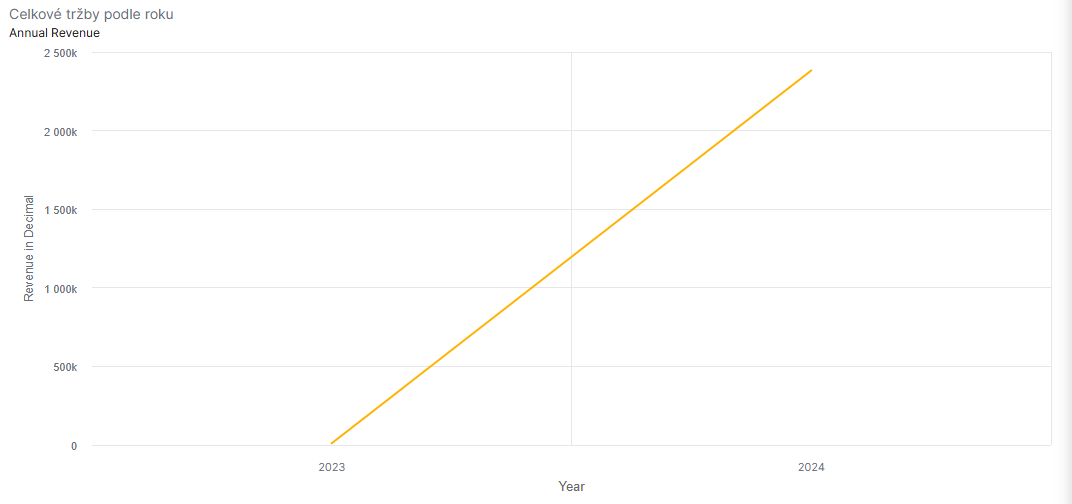 Celkové tržby podle roku
Annual Revenue
2 500k
2 000k
1 500k
1 000k
500k
0
Revenue in Decimal
2023
2024
Year